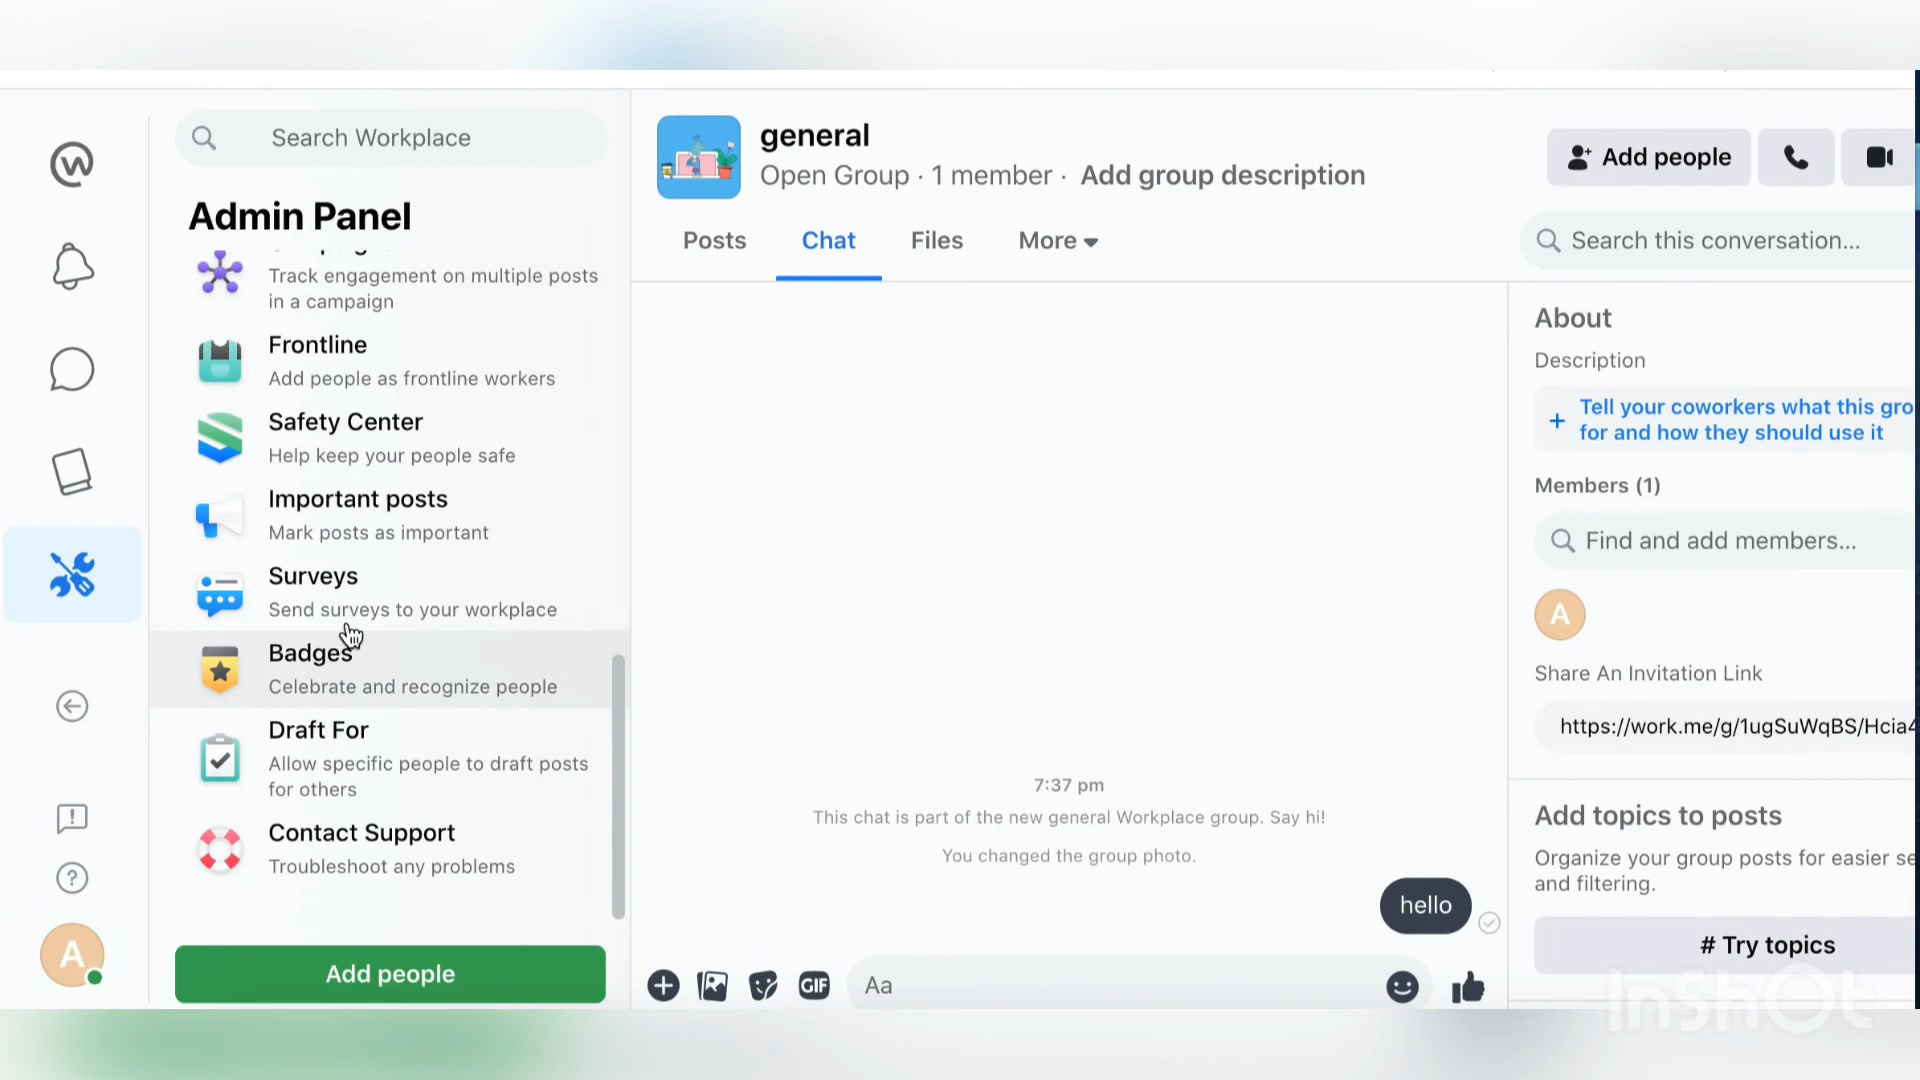 Search Workplace
Admin Panel
Track engagement on multiple posts
in a campaign
Frontline
Add people as frontline workers
Safety Center
Help keep your people safe
Important posts
Mark posts as important
Surveys
Send surveys to your workplace
Badges
Celebrate and recognize people
Draft For
Allow specific people to draft posts
for others
Contact Support
Troubleshoot any problems
Add people
A
general
Open Group · 1 member · Add group description
Add people
Posts
Chat
Files
More
Search this conversation...
7:37 pm
This chat is part of the new general Workplace group. Say hi!
You changed the group photo.
hello
GIF
Aa
About
Description
+ Tell your coworkers what this gro
for and how they should use it
Members (1)
Find and add members...
A
Share An Invitation Link
https://work.me/g/1ugSuWqBS/Hcia4
Add topics to posts
Organize your group posts for easier se
and filtering.
# Try topics
InShOt